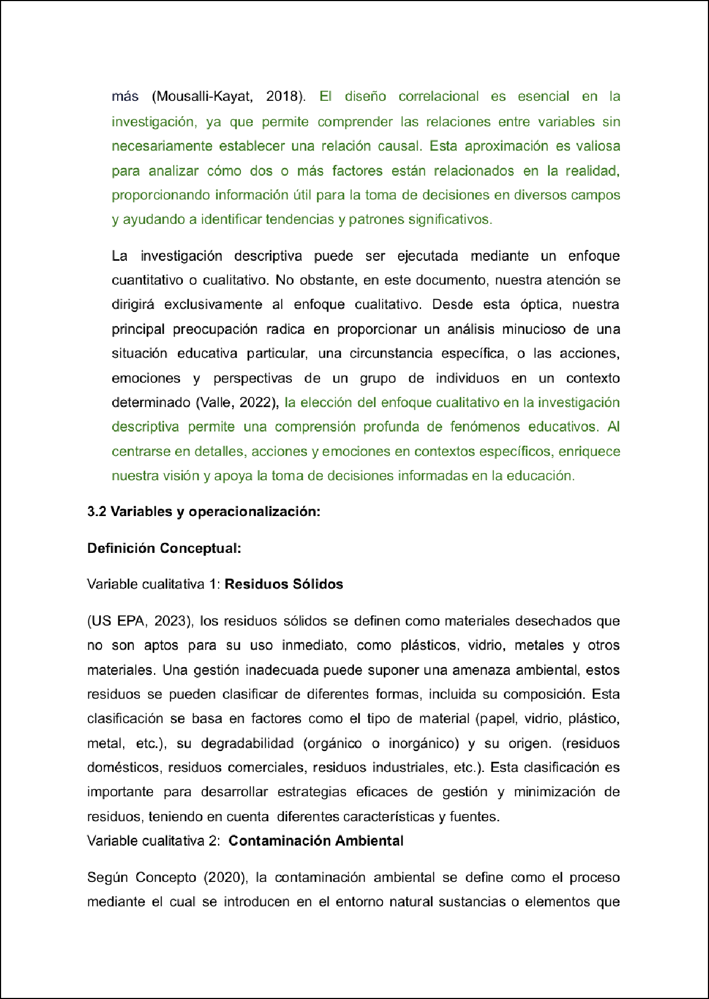 más (Mousalli-Kayat, 2018). El diseño correlacional es esencial en la
investigación, ya que permite comprender las relaciones entre variables sin
necesariamente establecer una relación causal. Esta aproximación es valiosa
para analizar cómo dos o más factores están relacionados en la realidad,
proporcionando información útil para la toma de decisiones en diversos campos
y ayudando a identificar tendencias y patrones significativos.
La investigación descriptiva puede ser ejecutada mediante un enfoque
cuantitativo o cualitativo. No obstante, en este documento, nuestra atención se
dirigirá exclusivamente al enfoque cualitativo. Desde esta óptica, nuestra
principal preocupación radica en proporcionar un análisis minucioso de una
situación educativa particular, una circunstancia específica, o las acciones,
emociones y perspectivas de un grupo de individuos en un contexto
determinado (Valle, 2022), la elección del enfoque cualitativo en la investigación
descriptiva permite una comprensión profunda de fenómenos educativos. Al
centrarse en detalles, acciones y emociones en contextos específicos, enriquece
nuestra visión y apoya la toma de decisiones informadas en la educación.
3.2 Variables y operacionalización:
Definición Conceptual:
Variable cualitativa 1: Residuos Sólidos
(US EPA, 2023), los residuos sólidos se definen como materiales desechados que
no son aptos para su uso inmediato, como plásticos, vidrio, metales y otros
materiales. Una gestión inadecuada puede suponer una amenaza ambiental, estos
residuos se pueden clasificar de diferentes formas, incluida su composición. Esta
clasificación se basa en factores como el tipo de material (papel, vidrio, plástico,
metal, etc.), su degradabilidad (orgánico o inorgánico) y su origen. (residuos
domésticos, residuos comerciales, residuos industriales, etc.). Esta clasificación es
importante para desarrollar estrategias eficaces de gestión y minimización de
residuos, teniendo en cuenta  diferentes características y fuentes.
Variable cualitativa 2:  Contaminación Ambiental
Según Concepto (2020), la contaminación ambiental se define como el proceso
mediante el cual se introducen en el entorno natural sustancias o elementos que